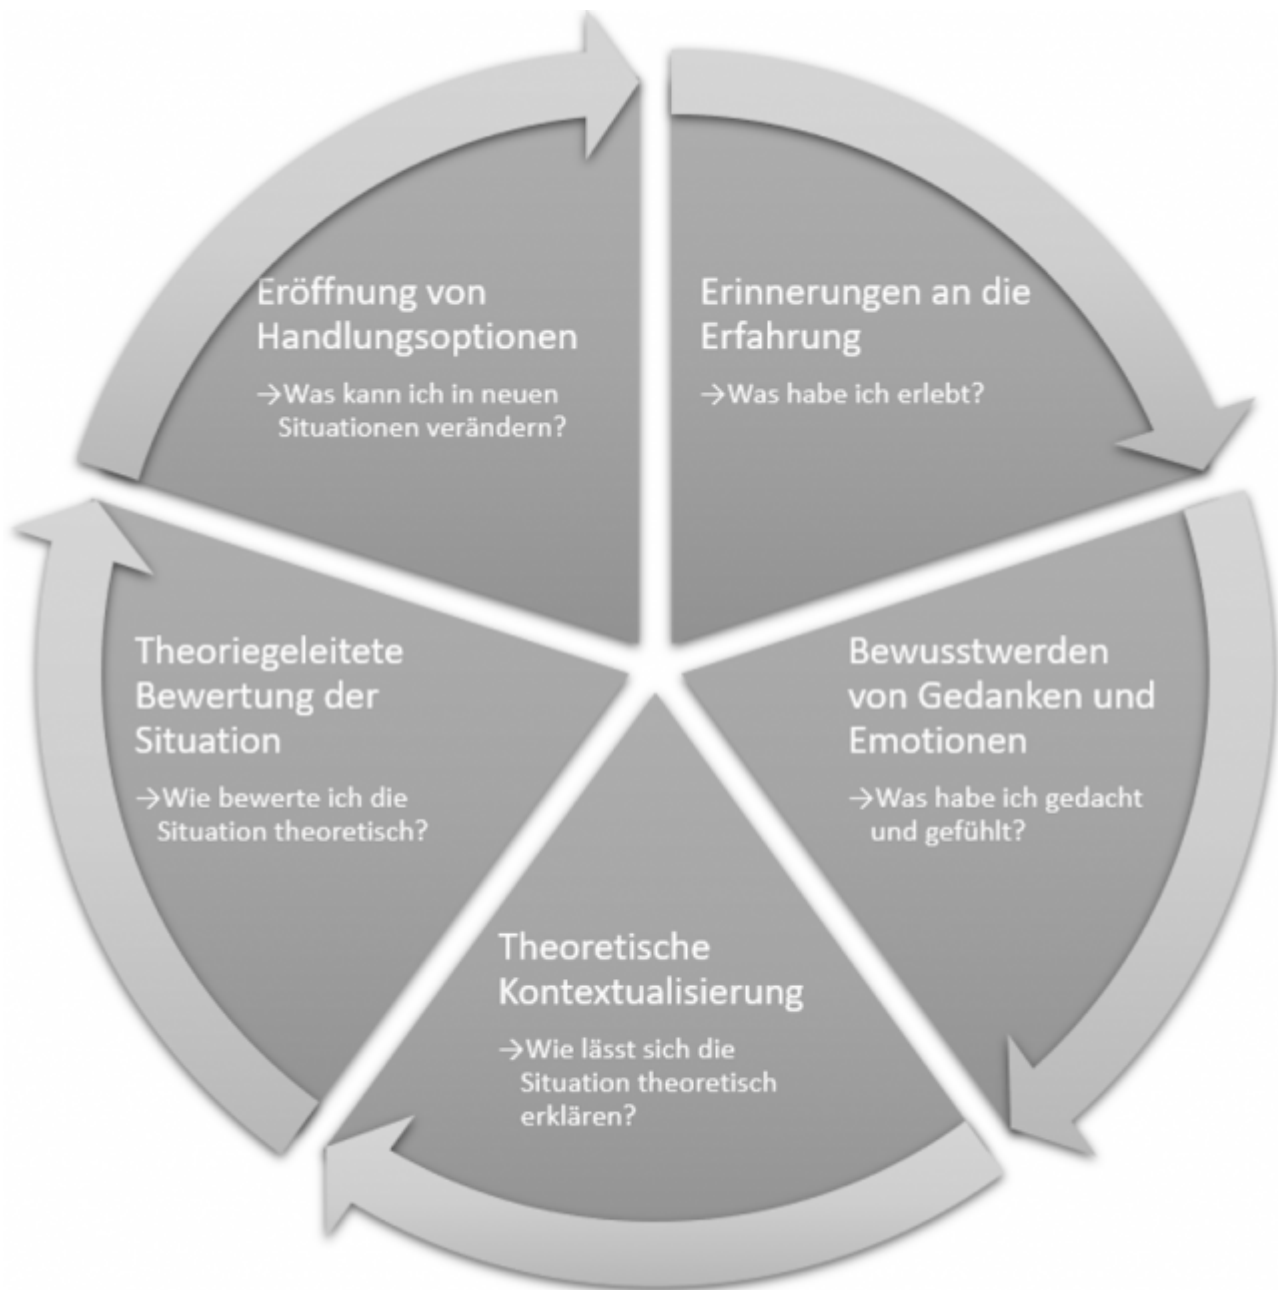 Eröffnung von
Handlungsoptionen
→Was kann ich in neuen
Situationen verändern?
Erinnerungen an die
Erfahrung
→Was habe ich erlebt?
Theoriegeleitete
Bewertung der
Situation
→Wie bewerte ich die
Situation theoretisch?
Bewusstwerden
von Gedanken und
Emotionen
→Was habe ich gedacht
und gefühlt?
Theoretische
Kontextualisierung
→Wie lässt sich die
Situation theoretisch
erklären?